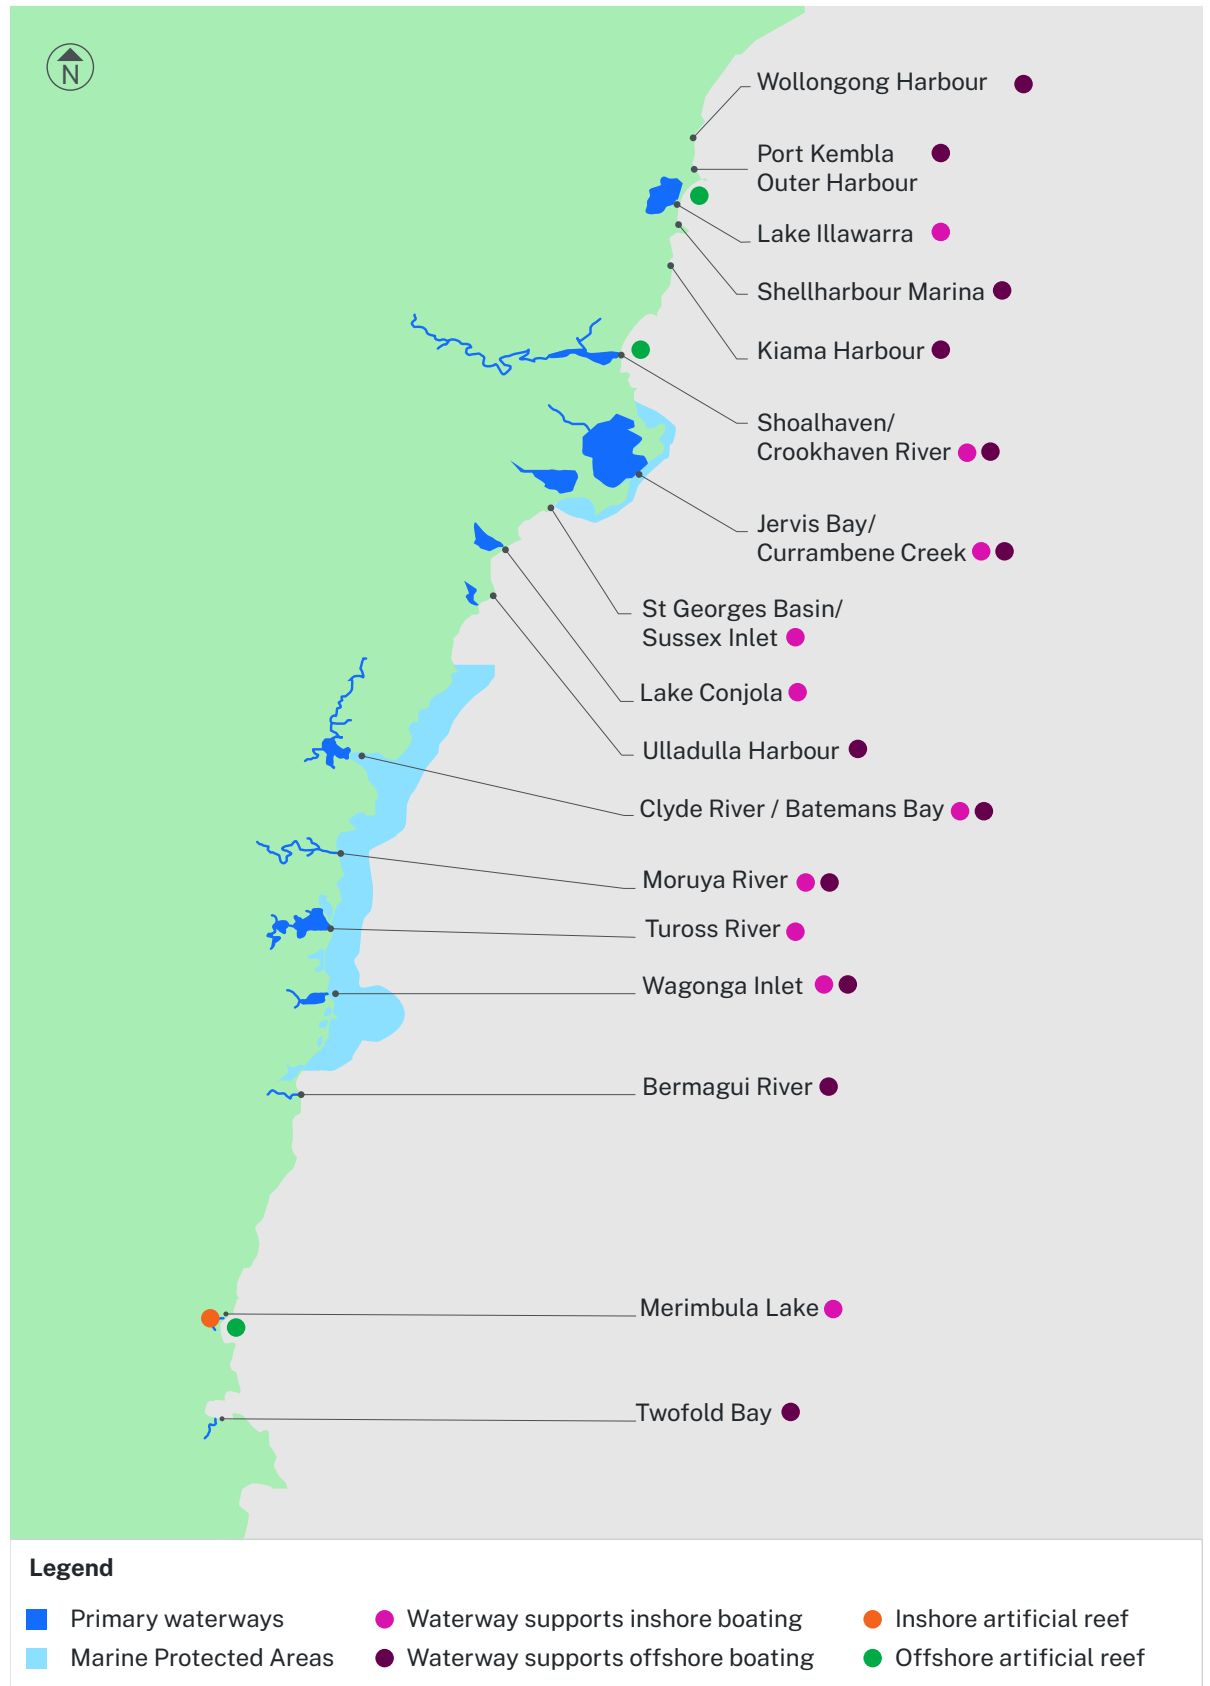 N
Wollongong Harbour
Port Kembla
Outer Harbour
Lake Illawarra
Shellharbour Marina
Kiama Harbour
Shoalhaven/
Crookhaven River
Jervis Bay/
Currambene Creek
St Georges Basin/
Sussex Inlet
Lake Conjola
Ulladulla Harbour
Clyde River / Batemans Bay
Moruya River
Tuross River
Wagonga Inlet
Bermagui River
Merimbula Lake
Twofold Bay
Legend
Primary waterways
Marine Protected Areas
Waterway supports inshore boating
Waterway supports offshore boating
Inshore artificial reef
Offshore artificial reef